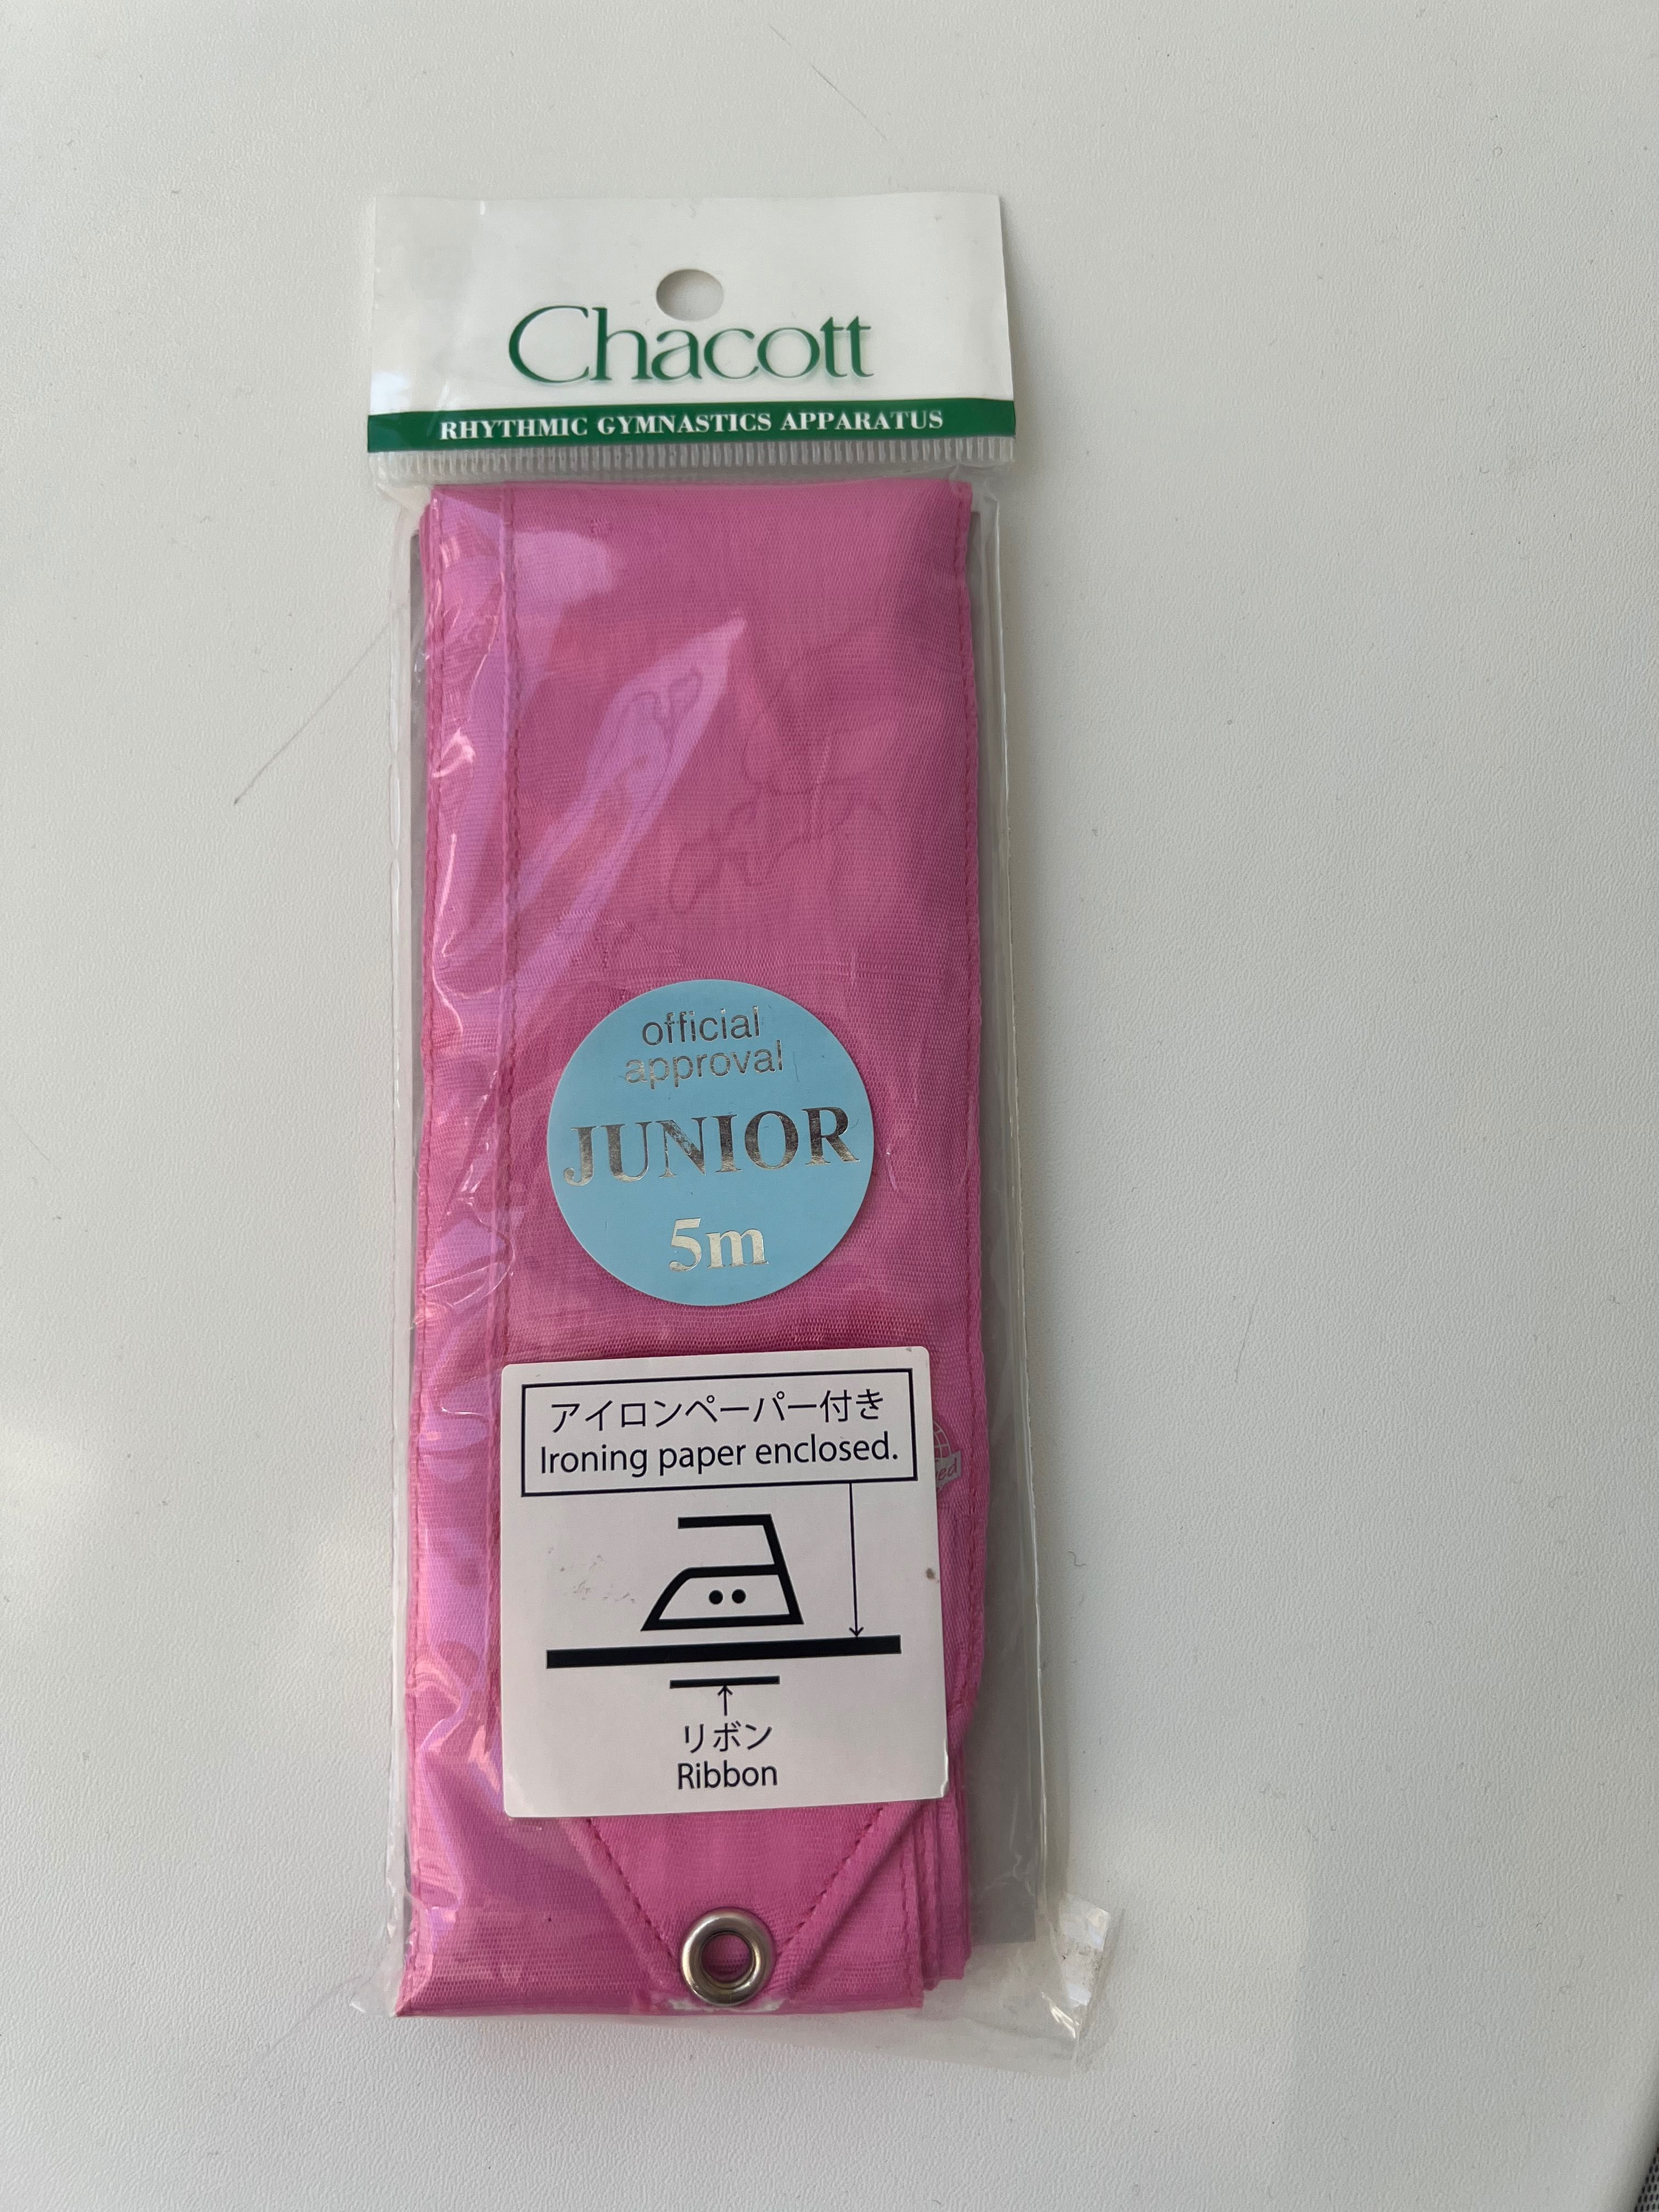 Chacott
RHYTHMIC GYMNASTICS APPARATUS
official
approval
JUNIOR
5m
アイロンペーパー付き
Ironing paper enclosed.
リボン
Ribbon